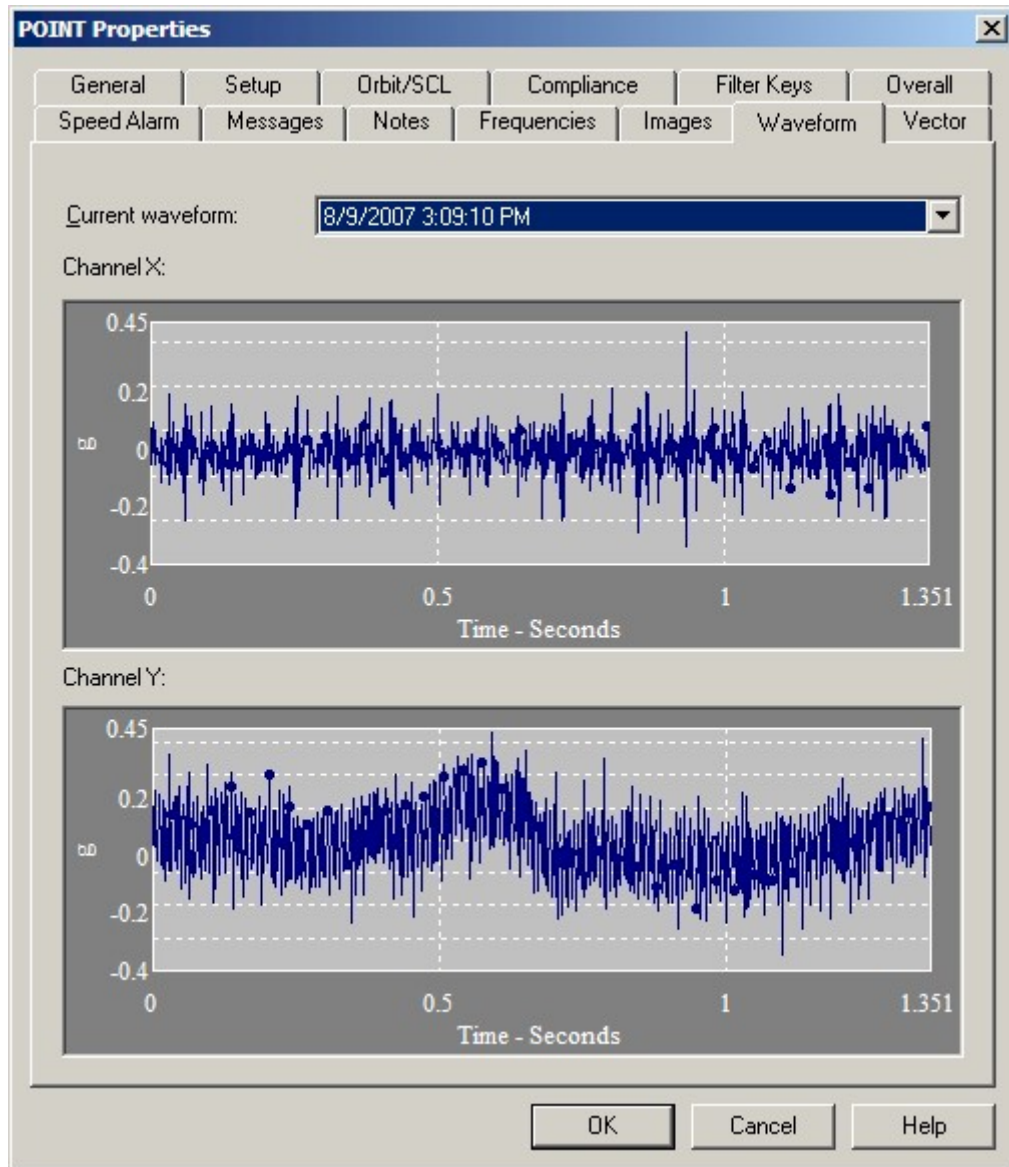 POINT Properties
General Setup Orbit/SCL Compliance Filter Keys Overall
Speed Alarm Messages Notes Frequencies Images Waveform Vector
Current waveform: 8/9/2007 3:09:10 PM
Channel X:
0.45
0.2
g
0
-0.2
-0.4
0 0.5 1 1.351
Time - Seconds
Channel Y:
0.45
0.2
g
0
-0.2
-0.4
0 0.5 1 1.351
Time - Seconds
OK Cancel Help